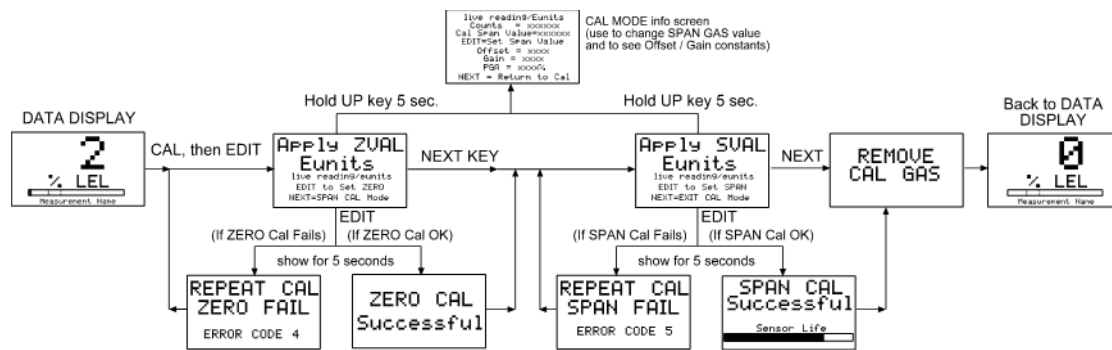 live reading/Eunits
Counts = xxxxxx
Cal Span Value=xxxxxx
EDIT=Set Span Value
Offset = xxxx
Gain = xxxx
PGA = xxxx%
NEXT = Return to Cal
CAL MODE info screen
(use to change SPAN GAS value
and to see Offset / Gain constants)
Hold UP key 5 sec.
Hold UP key 5 sec.
DATA DISPLAY
2
% LEL
Measurement Name
CAL, then EDIT
Apply ZVAL
Eunits
live reading/eunits
EDIT to Set ZERO
NEXT=SPAN CAL Mode
NEXT KEY
Apply SVAL
Eunits
live reading/eunits
EDIT to Set SPAN
NEXT=EXIT CAL Mode
NEXT
REMOVE
CAL GAS
Back to DATA
DISPLAY
0
% LEL
Measurement Name
EDIT
(If ZERO Cal Fails)
(If ZERO Cal OK)
show for 5 seconds
REPEAT CAL
ZERO FAIL
ERROR CODE 4
ZERO CAL
Successful
EDIT
(If SPAN Cal Fails)
(If SPAN Cal OK)
show for 5 seconds
REPEAT CAL
SPAN FAIL
ERROR CODE 5
SPAN CAL
Successful
Sensor Life